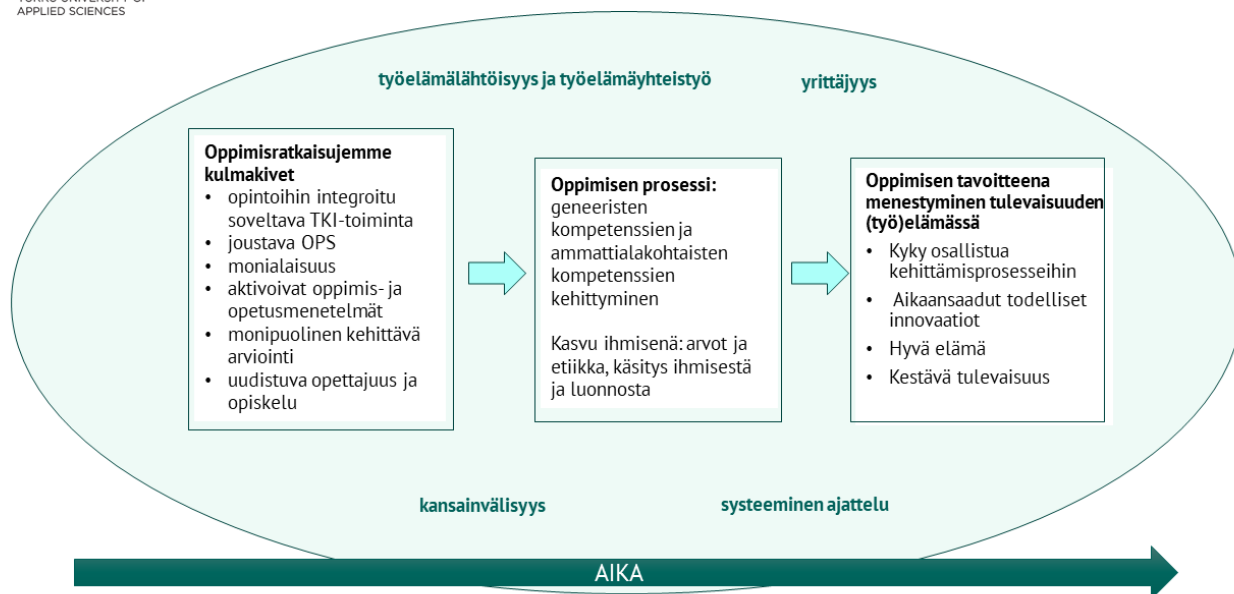 APPLIED SCIENCES
työelämälähtöisyys ja työelämäyhteistyö
yrittäjyys
Oppimisratkaisujemme
kulmakivet
• opintoihin integroitu
soveltava TKI-toiminta
• joustava OPS
• monialaisuus
• aktivoivat oppimis- ja
opetusmenetelmät
• monipuolinen kehittävä
arviointi
• uudistuva opettajuus ja
opiskelu
Oppimisen prosessi:
geneeristen
kompetenssien ja
ammattialakohtaisten
kompetenssien
kehittyminen
Kasvu ihmisenä: arvot ja
etiikka, käsitys ihmisestä
ja luonnosta
Oppimisen tavoitteena
menestyminen tulevaisuuden
(työ)elämässä
• Kyky osallistua
kehittämisprosesseihin
• Aikaansaadut todelliset
innovaatiot
• Hyvä elämä
• Kestävä tulevaisuus
kansainvälisyys
systeeminen ajattelu
AIKA